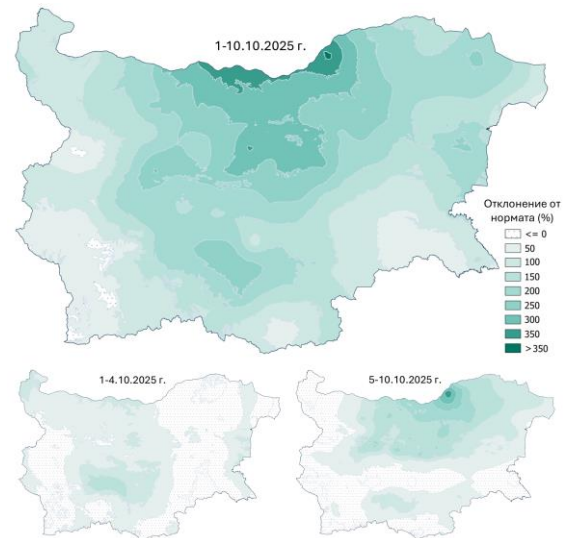 1-10.10.2025 г.
Отклонение от
нормата (%)
<= 0
50
100
150
200
250
300
350
> 350
1-4.10.2025 г.
5-10.10.2025 г.